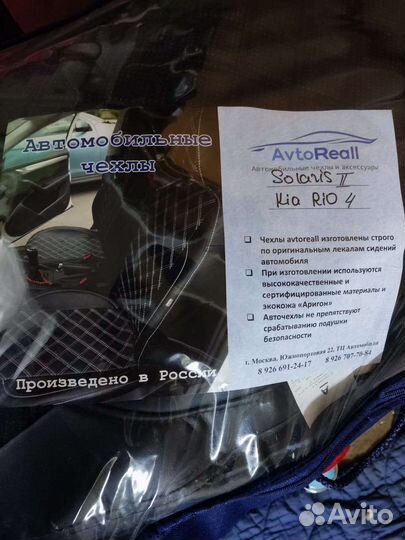 Автомобильные
чехлы
AvtoReall
Автомобильные чехлы и аксессуары
Solaris II
Kia RiO 4
Чехлы avtoreall изготовлены строго
по оригинальным лекалам сидений
автомобиля
При изготовлении используются
высококачественные и
сертифицированные материалы и
экокожа «Аригон»
Авточехлы не препятствуют
срабатыванию подушки
безопасности
г. Москва. Южнопортовая 22, ТЦ Автомобили
8 926 691-24-17 8 926 707-70-84
Произведено в России
Avito